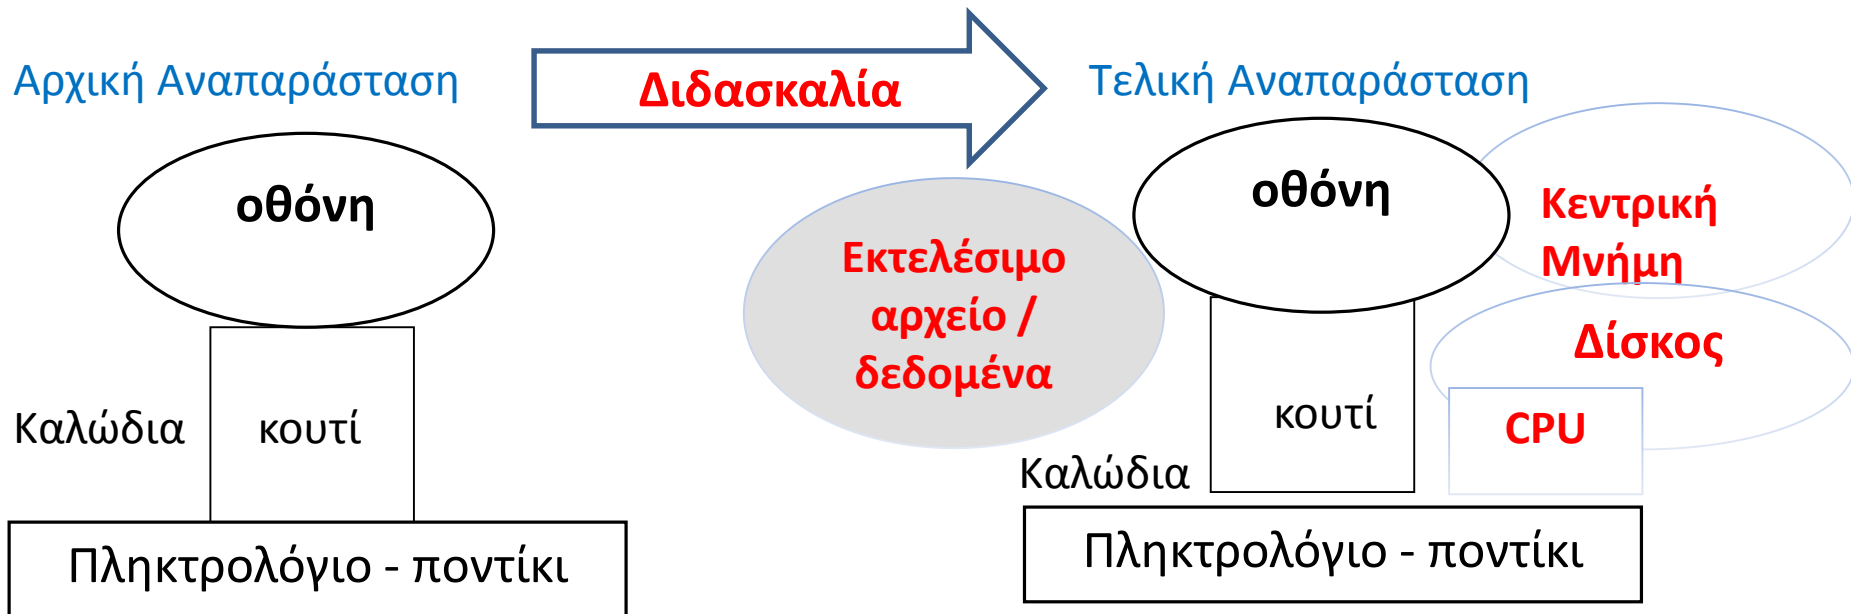 Αρχική Αναπαράσταση
Διδασκαλία
Τελική Αναπαράσταση
οθόνη
Καλώδια
κουτί
Πληκτρολόγιο - ποντίκι
Εκτελέσιμο
αρχείο /
δεδομένα
οθόνη
Κεντρική
Μνήμη
Δίσκος
CPU
κουτί
Καλώδια
Πληκτρολόγιο - ποντίκι